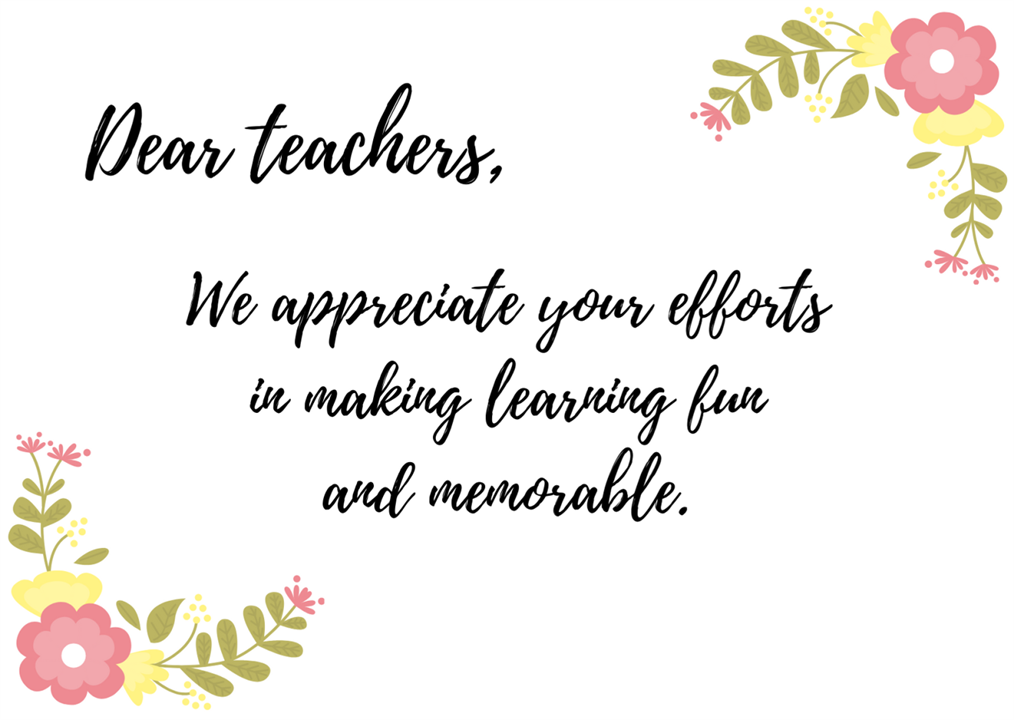 Dear teachers,
We appreciate your efforts
in making learning fun
and memorable.